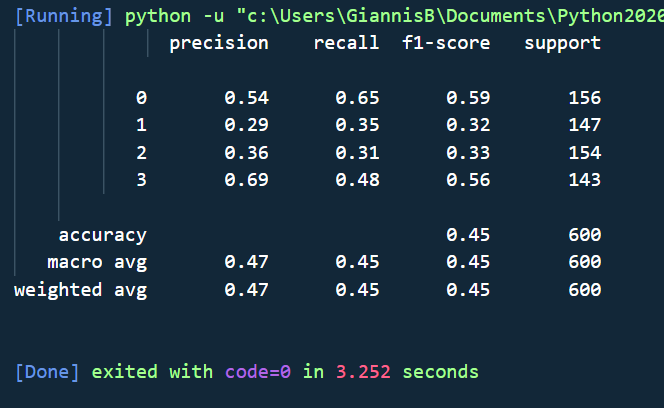 [Running] python -u "c:\Users\GiannisB\Documents\Python2020
precision recall f1-score support
0 0.54 0.65 0.59 156
1 0.29 0.35 0.32 147
2 0.36 0.31 0.33 154
3 0.69 0.48 0.56 143
accuracy 0.45 600
macro avg 0.47 0.45 0.45 600
weighted avg 0.47 0.45 0.45 600
[Done] exited with code=0 in 3.252 seconds